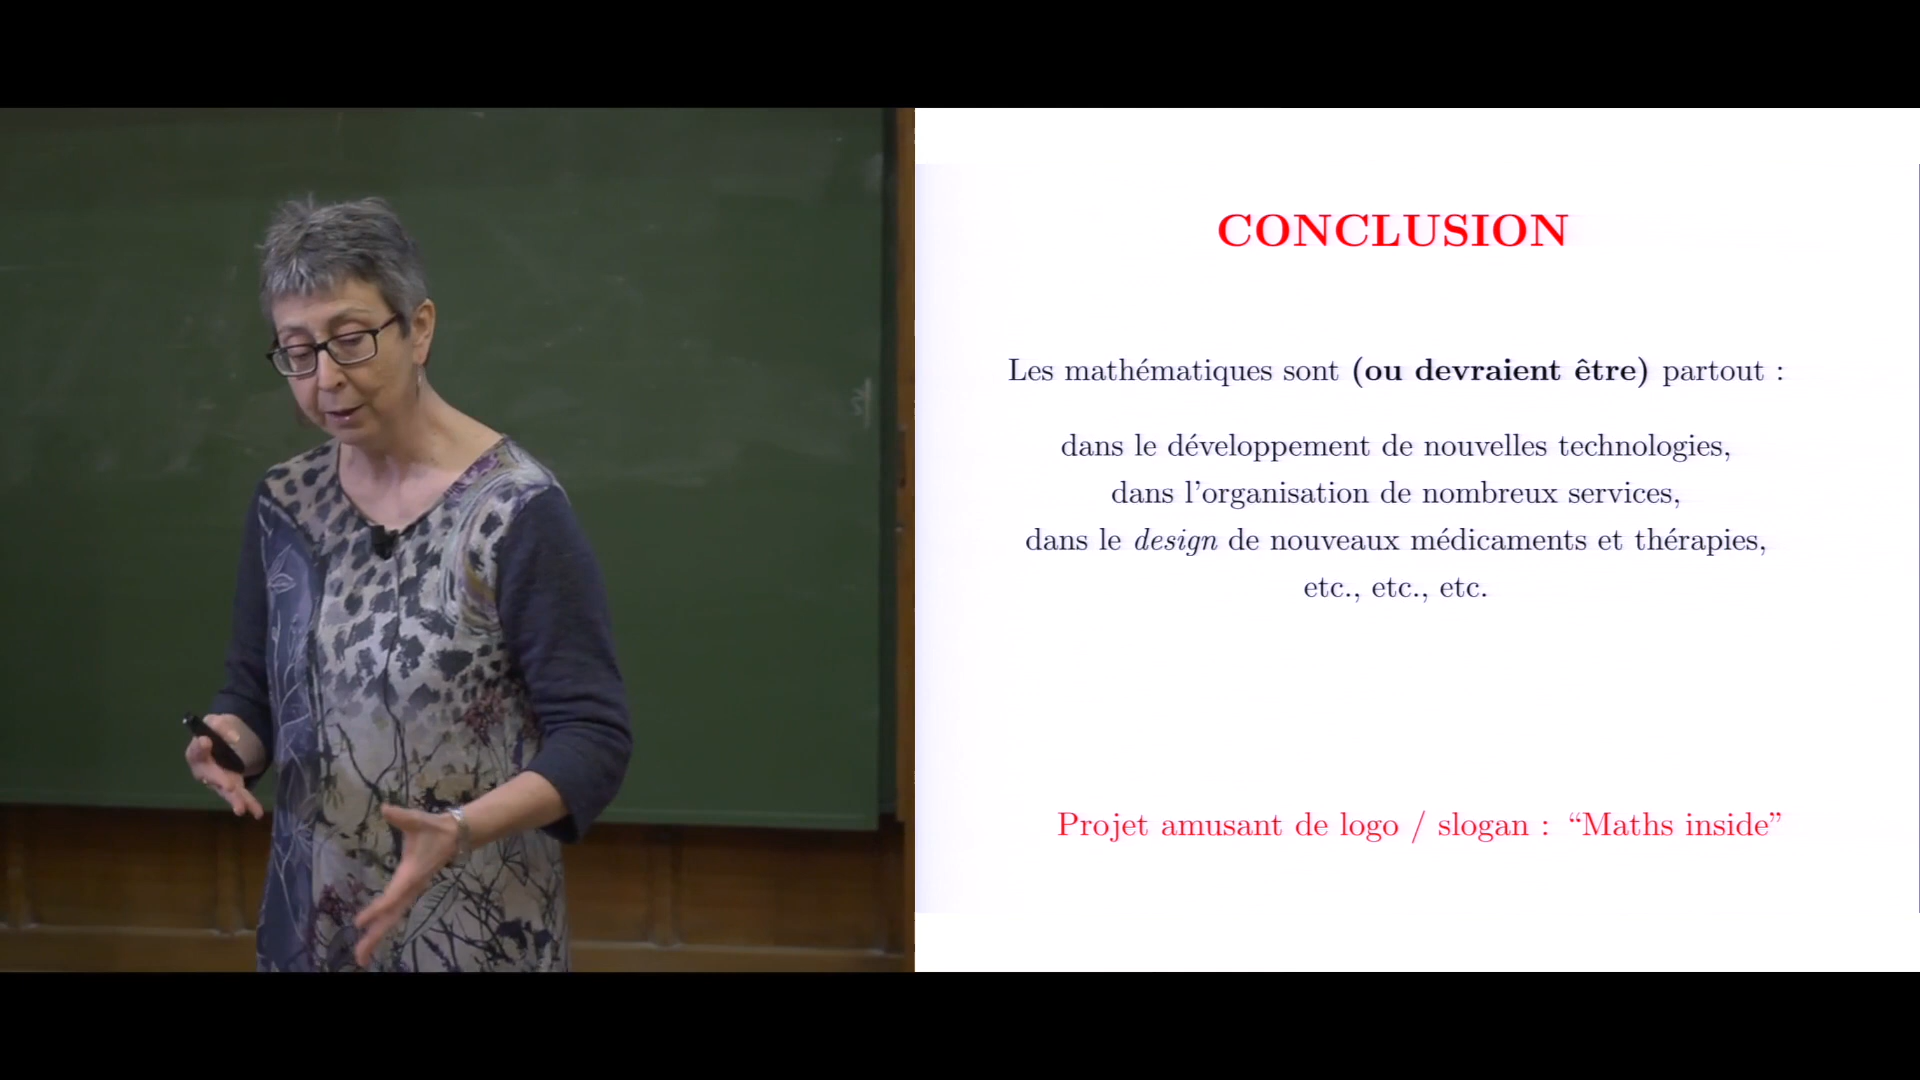 CONCLUSION
Les mathématiques sont (ou devraient être) partout :
dans le développement de nouvelles technologies,
dans l'organisation de nombreux services,
dans le design de nouveaux médicaments et thérapies,
etc., etc., etc.
Projet amusant de logo / slogan : “Maths inside”